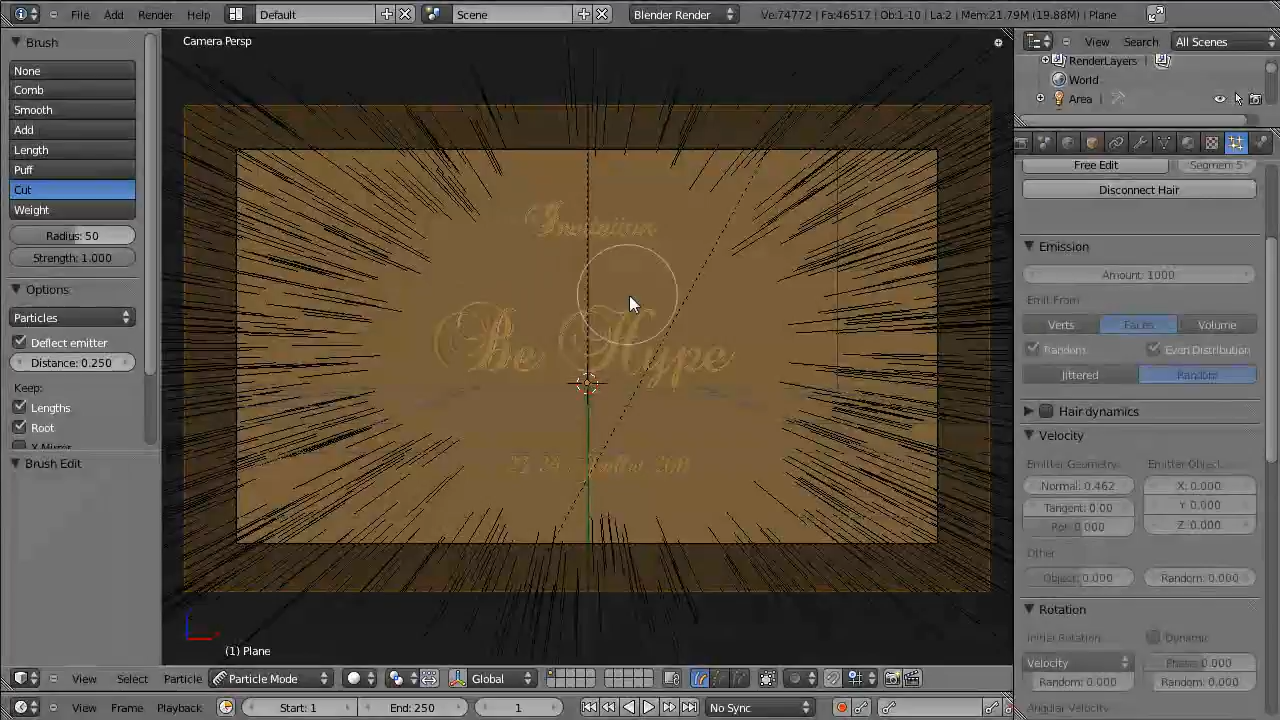 File Add Render Help Default Scene Blender Render Ve:74772 | Fa:46517 | Ob:1-10 | La:2 | Mem:21.79M (19.88M) | Plane
Brush
None
Comb
Smooth
Add
Length
Puff
Cut
Weight
Radius: 50
Strength: 1.000
Options
Particles
Deflect emitter
Distance: 0.250
Keep:
Lengths
Root
X Mirror
Brush Edit
Camera Persp
Invitation
Be Hype
(1) Plane
View Select Particle Particle Mode Global
View Frame Playback Start: 1 End: 250 1 No Sync
View Search All Scenes
RenderLayers
World
Area
Free Edit Segment 5
Disconnect Hair
Emission
Amount: 1000
Emit From:
Verts Faces Volume
Random Even Distribution
Jittered Random
Hair dynamics
Velocity
Emitter Geometry: Emitter Object:
Normal: 0.462 X: 0.000
Tangent: 0.00 Y: 0.000
Rot: 0.000 Z: 0.000
Other
Object: 0.000 Random: 0.000
Rotation
Initial Rotation: Dynamic
Velocity Phase: 0.000
Random: 0.000 Random: 0.000
Angular Velocity